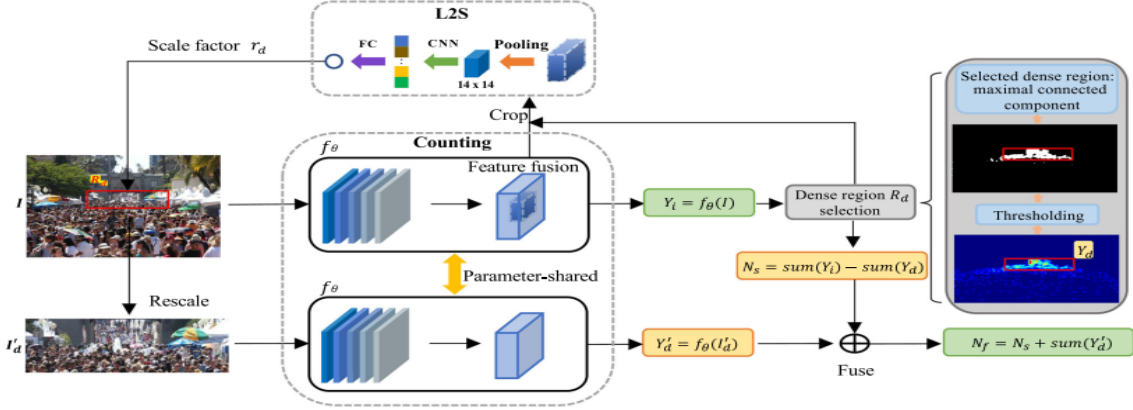 L2S
Scale factor r_d
FC
CNN
Pooling
14 x 14
Crop
Selected dense region:
maximal connected
component
Counting
f_θ
Feature fusion
I
Y_i = f_θ(I)
Dense region R_d
selection
Thresholding
Y_d
N_s = sum(Y_i) − sum(Y_d)
Parameter-shared
Rescale
f_θ
I'_d
Y'_d = f_θ(I'_d)
Fuse
N_f = N_s + sum(Y'_d)